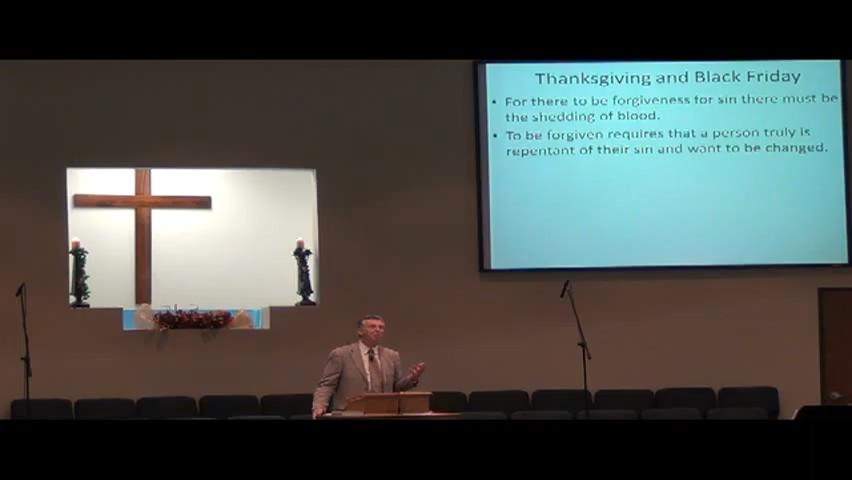 Thanksgiving and Black Friday
• For there to be forgiveness for sin there must be
the shedding of blood.
• To be forgiven requires that a person truly is
repentant of their sin and want to be changed.